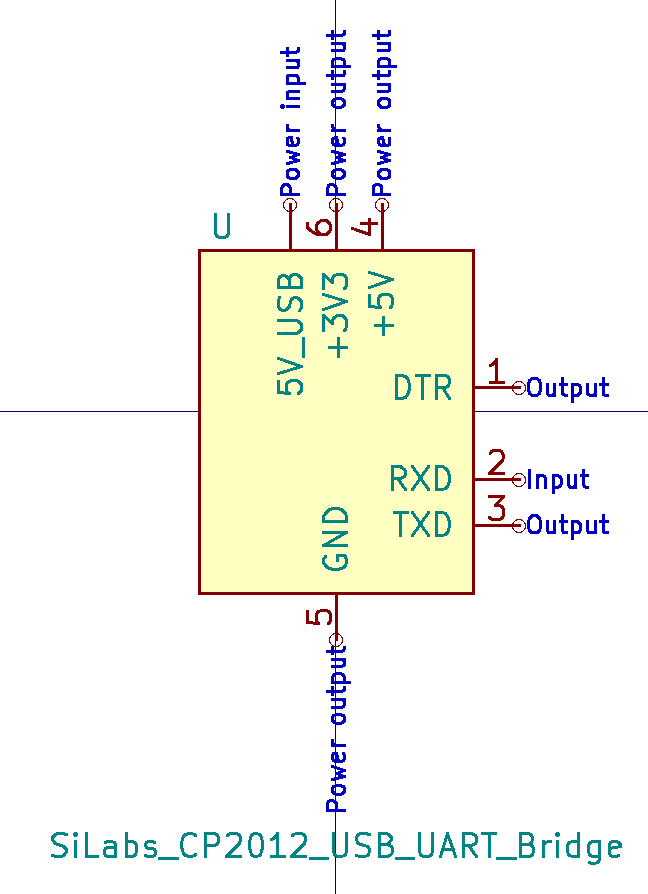 Power input
Power output
Power output
U
6
4
5V_USB
+3V3
+5V
DTR
1
Output
RXD
2
Input
TXD
3
Output
GND
5
Power output
SiLabs_CP2012_USB_UART_Bridge